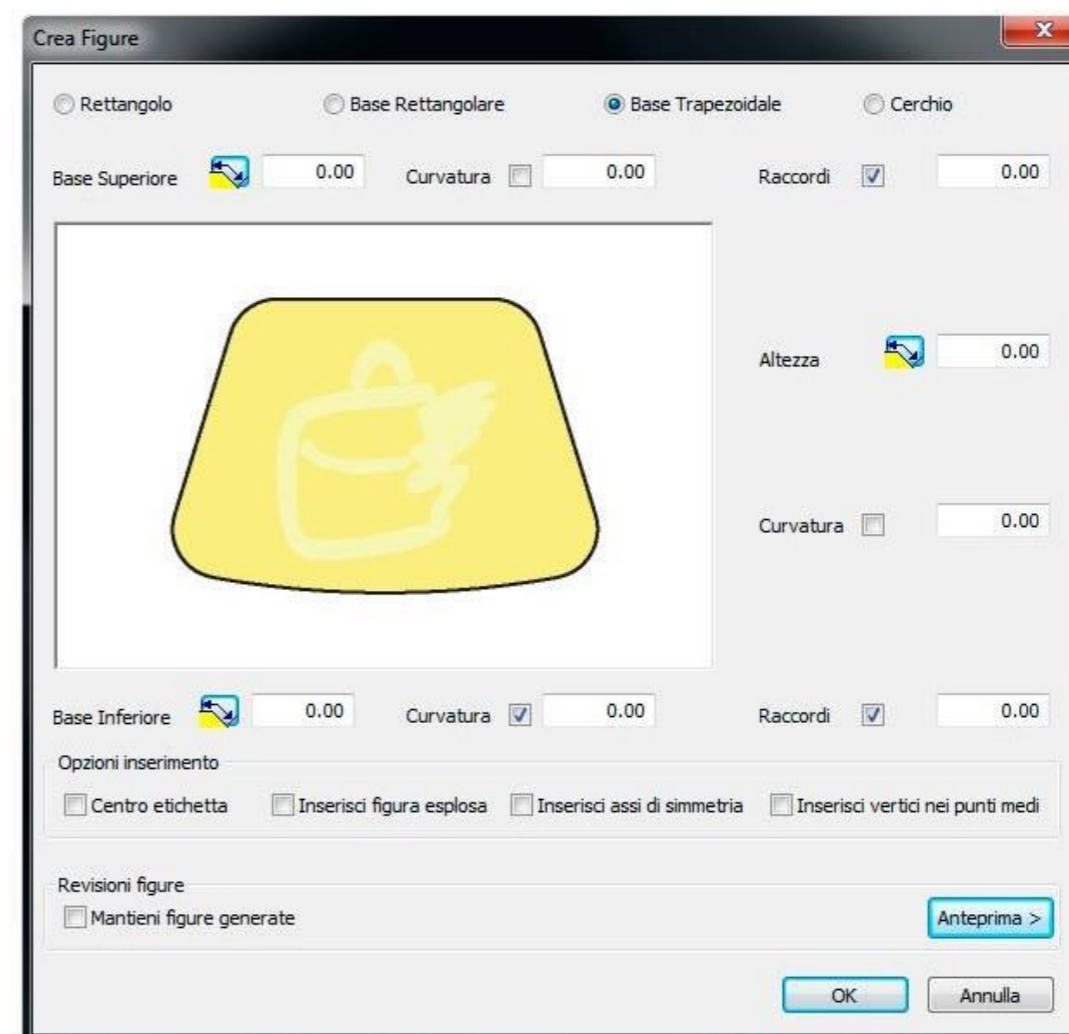 Crea Figure
Rettangolo Base Rettangolare Base Trapezoidale Cerchio
Base Superiore 0.00 Curvatura 0.00 Raccordi 0.00
Altezza 0.00
Curvatura 0.00
Base Inferiore 0.00 Curvatura 0.00 Raccordi 0.00
Opzioni inserimento
Centro etichetta Inserisci figura esplosa Inserisci assi di simmetria Inserisci vertici nei punti medi
Revisioni figure
Mantieni figure generate Anteprima >
OK Annulla